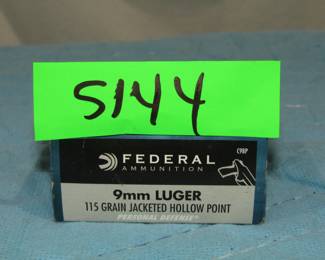 5144
C9BP
FEDERAL
AMMUNITION
9mm LUGER
115 GRAIN JACKETED HOLLOW POINT
PERSONAL DEFENSE®